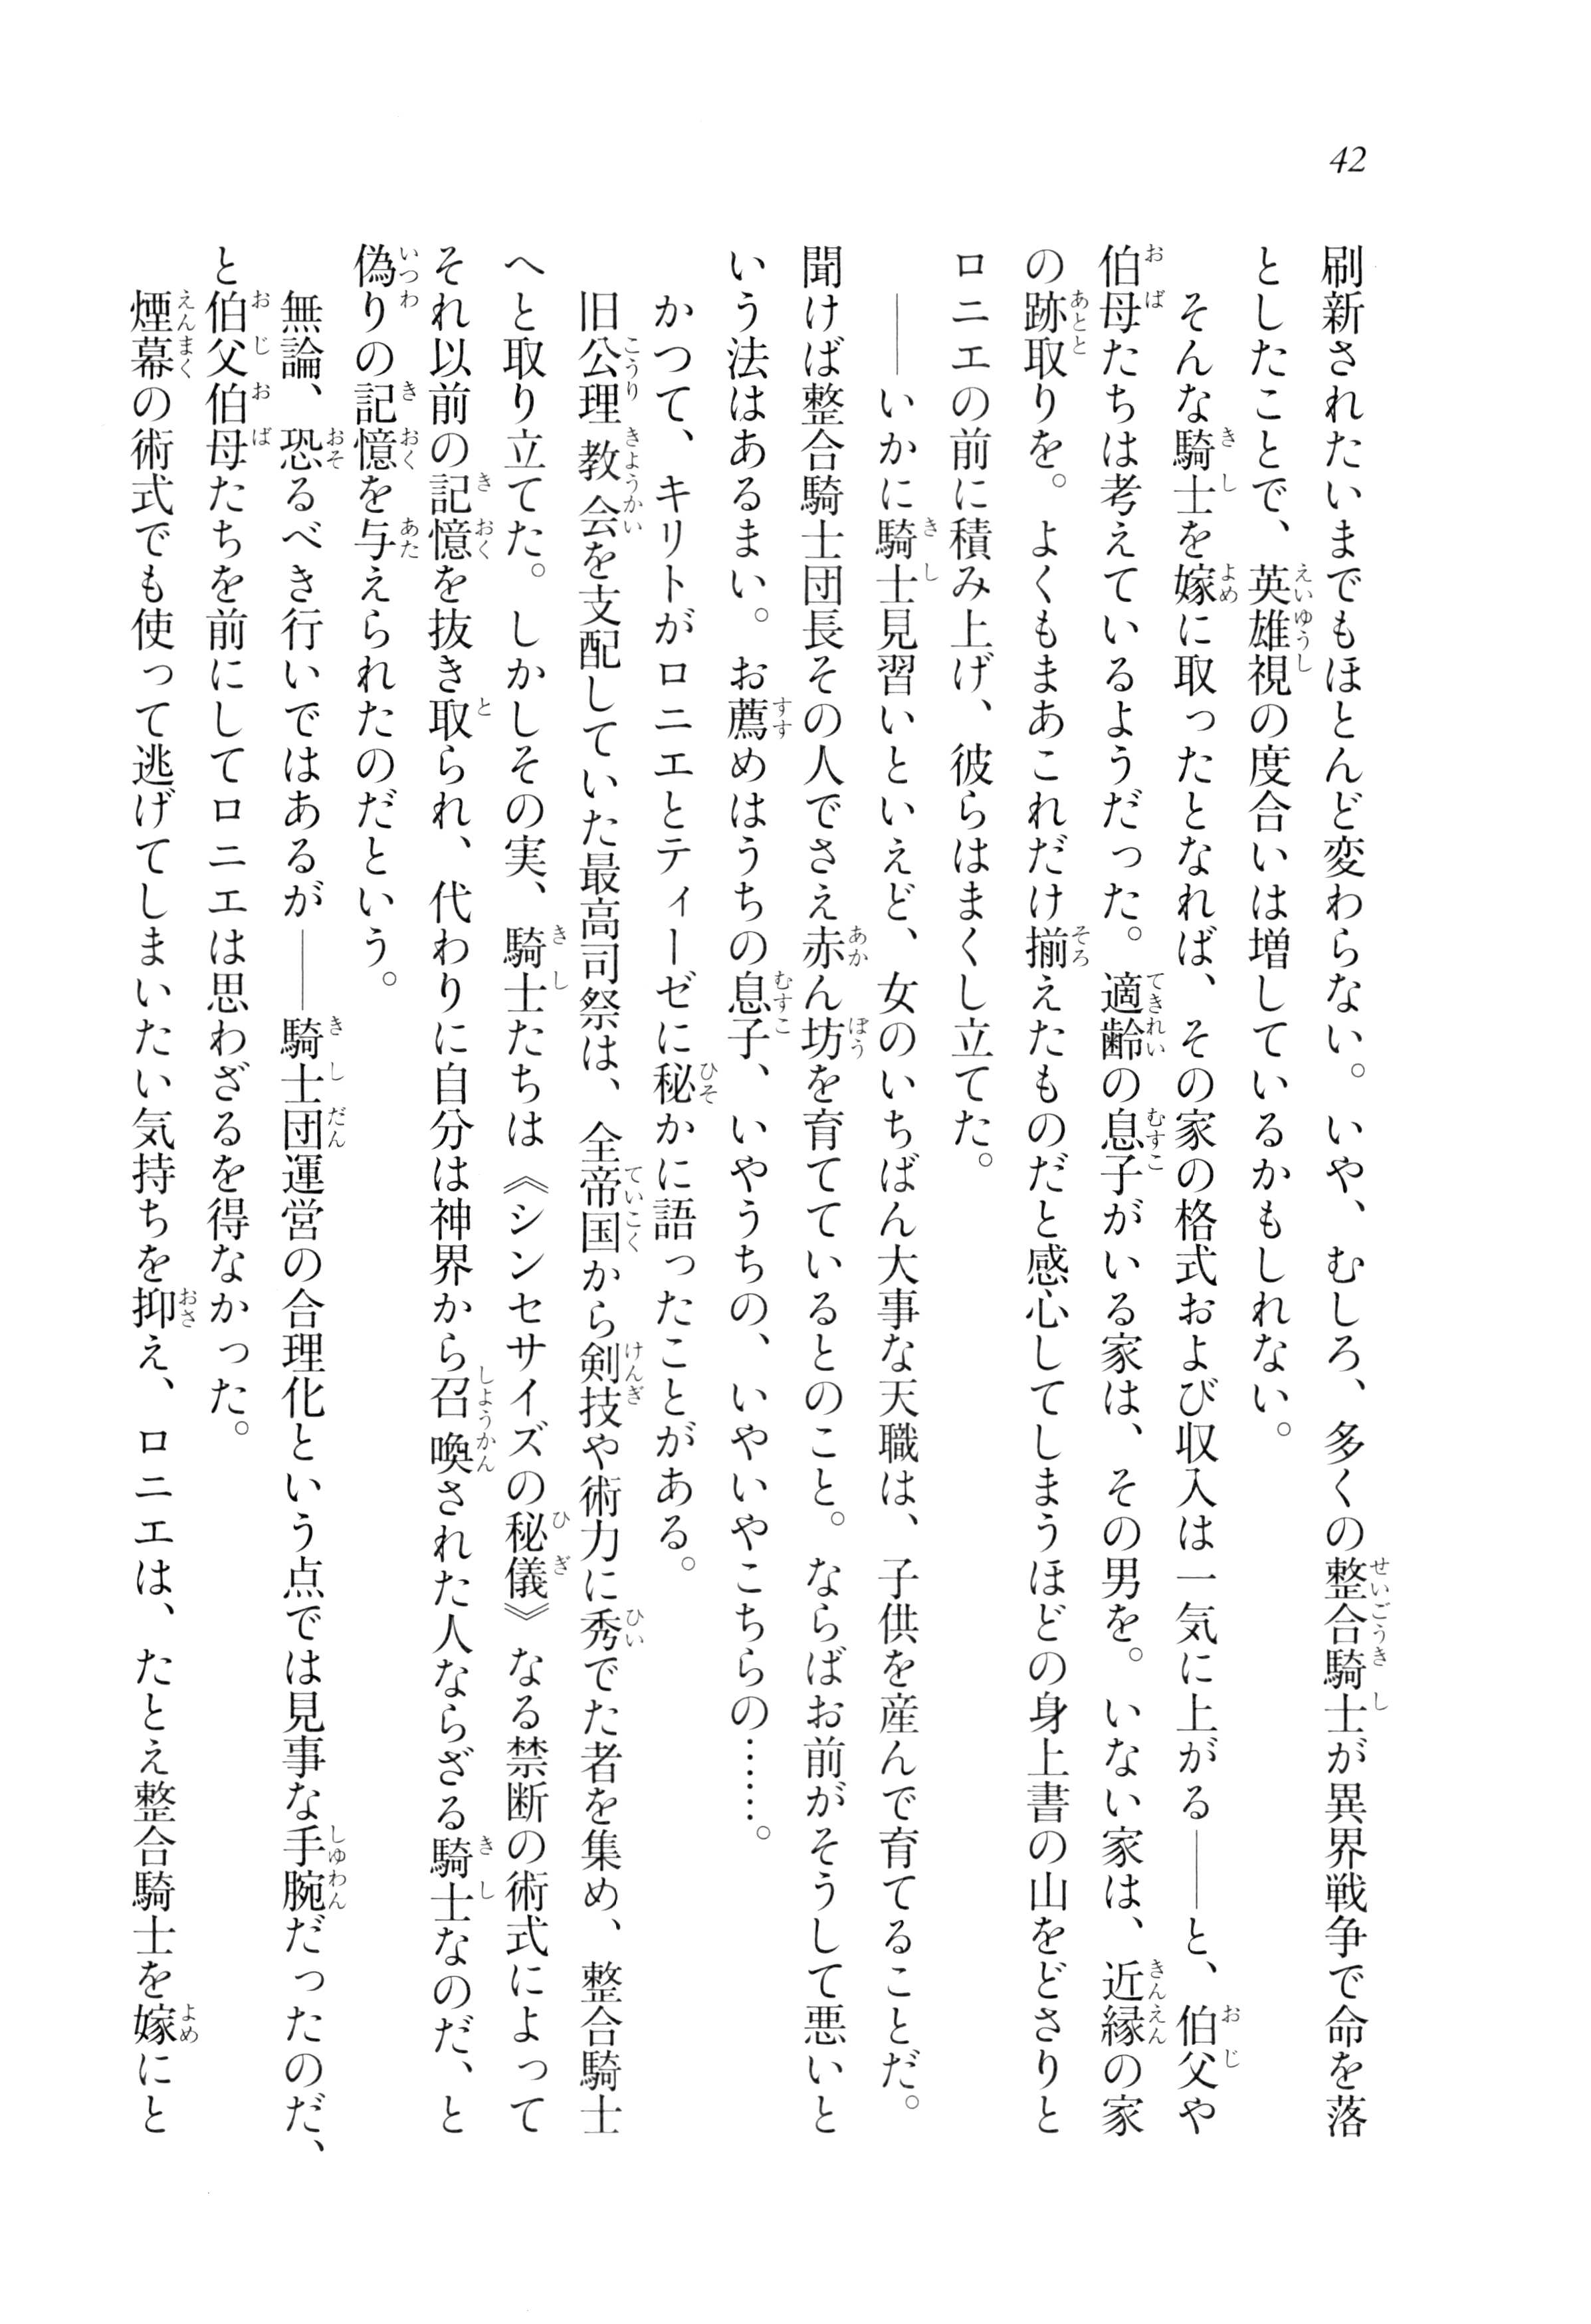 42
刷新されたいまでもほとんど変わらない。いや、むしろ、多くの整合騎士が異界戦争で命を落
としたことで、英雄視の度合いは増しているかもしれない。
そんな騎士を嫁に取ったとなれば、その家の格式および収入は一気に上がる――と、伯父や
伯母たちは考えているようだった。適齢の息子がいる家は、その男を。いない家は、近縁の家
の跡取りを。よくもまあこれだけ揃えたものだと感心してしまうほどの身上書の山をどさりと
ロニエの前に積み上げ、彼らはまくし立てた。
――いかに騎士見習いといえど、女のいちばん大事な天職は、子供を産んで育てることだ。
聞けば整合騎士団長その人でさえ赤ん坊を育てているとのこと。ならばお前がそうして悪いと
いう法はあるまい。お薦めはうちの息子、いやうちの、いやいやこちらの……。
かつて、キリトがロニエとティーゼに秘かに語ったことがある。
旧公理教会を支配していた最高司祭は、全帝国から剣技や術力に秀でた者を集め、整合騎士
へと取り立てた。しかしその実、騎士たちは《シンセサイズの秘儀》なる禁断の術式によって
それ以前の記憶を抜き取られ、代わりに自分は神界から召喚された人ならざる騎士なのだ、と
偽りの記憶を与えられたのだという。
無論、恐るべき行いではあるが――騎士団運営の合理化という点では見事な手腕だったのだ、
と伯父伯母たちを前にしてロニエは思わざるを得なかった。
煙幕の術式でも使って逃げてしまいたい気持ちを抑え、ロニエは、たとえ整合騎士を嫁にと